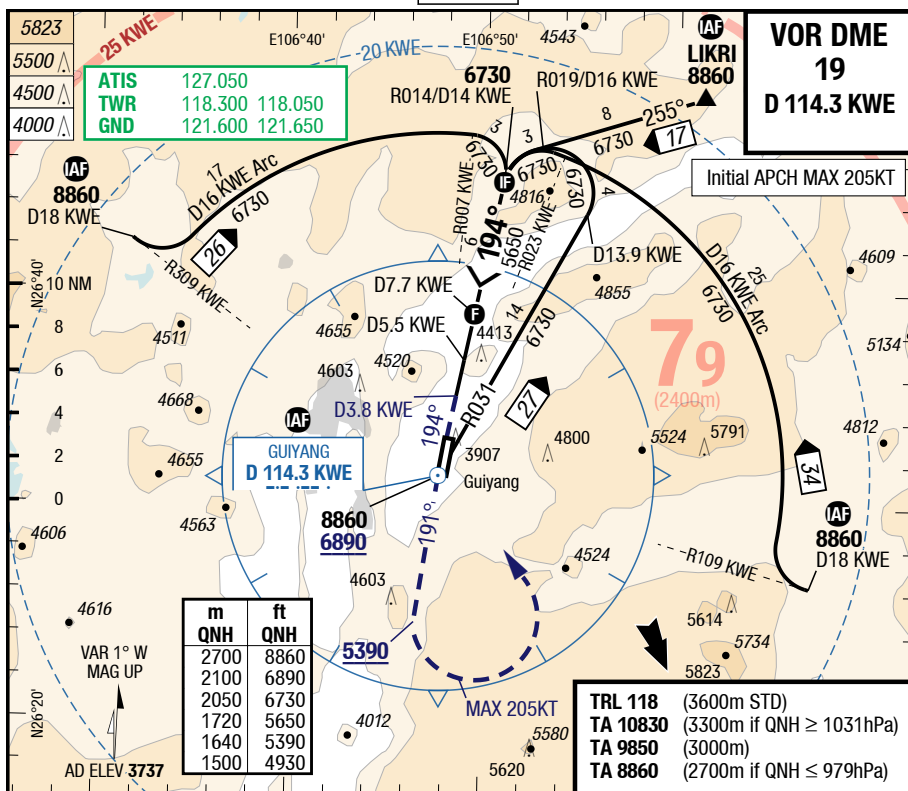 5823
5500
4500
4000
25 KWE
E106°40'
20 KWE
E106°50'
4543
IAF
LIKRI
8860
VOR DME
19
D 114.3 KWE
ATIS 127.050
TWR 118.300 118.050
GND 121.600 121.650
6730
R014/D14 KWE
R019/D16 KWE
8
255°
6730
17
Initial APCH MAX 205KT
IAF
8860
D18 KWE
17
D16 KWE Arc
6730
26
R309 KWE
3
6730
3
6730
IF
4816
6730
4
R007 KWE
194°
9
5650
R023 KWE
D13.9 KWE
25
D16 KWE Arc
6730
4609
N26°40'
10 NM
8
6
4
2
0
D7.7 KWE
F
D5.5 KWE
4413
14
6730
4855
4655
4511
4603
4520
5134
79
(2400m)
4668
D3.8 KWE
194°
R031
27
IAF
GUIYANG
D 114.3 KWE
3907
Guiyang
4800
5524
5791
4812
4655
4563
4606
8860
6890
191°
34
IAF
8860
D18 KWE
R109 KWE
4524
4603
4616
5390
5614
5734
5823
MAX 205KT
VAR 1° W
MAG UP
N26°20'
AD ELEV 3737
m ft
QNH QNH
2700 8860
2100 6890
2050 6730
1720 5650
1640 5390
1500 4930
4012
5580
5620
TRL 118 (3600m STD)
TA 10830 (3300m if QNH ≥ 1031hPa)
TA 9850 (3000m)
TA 8860 (2700m if QNH ≤ 979hPa)